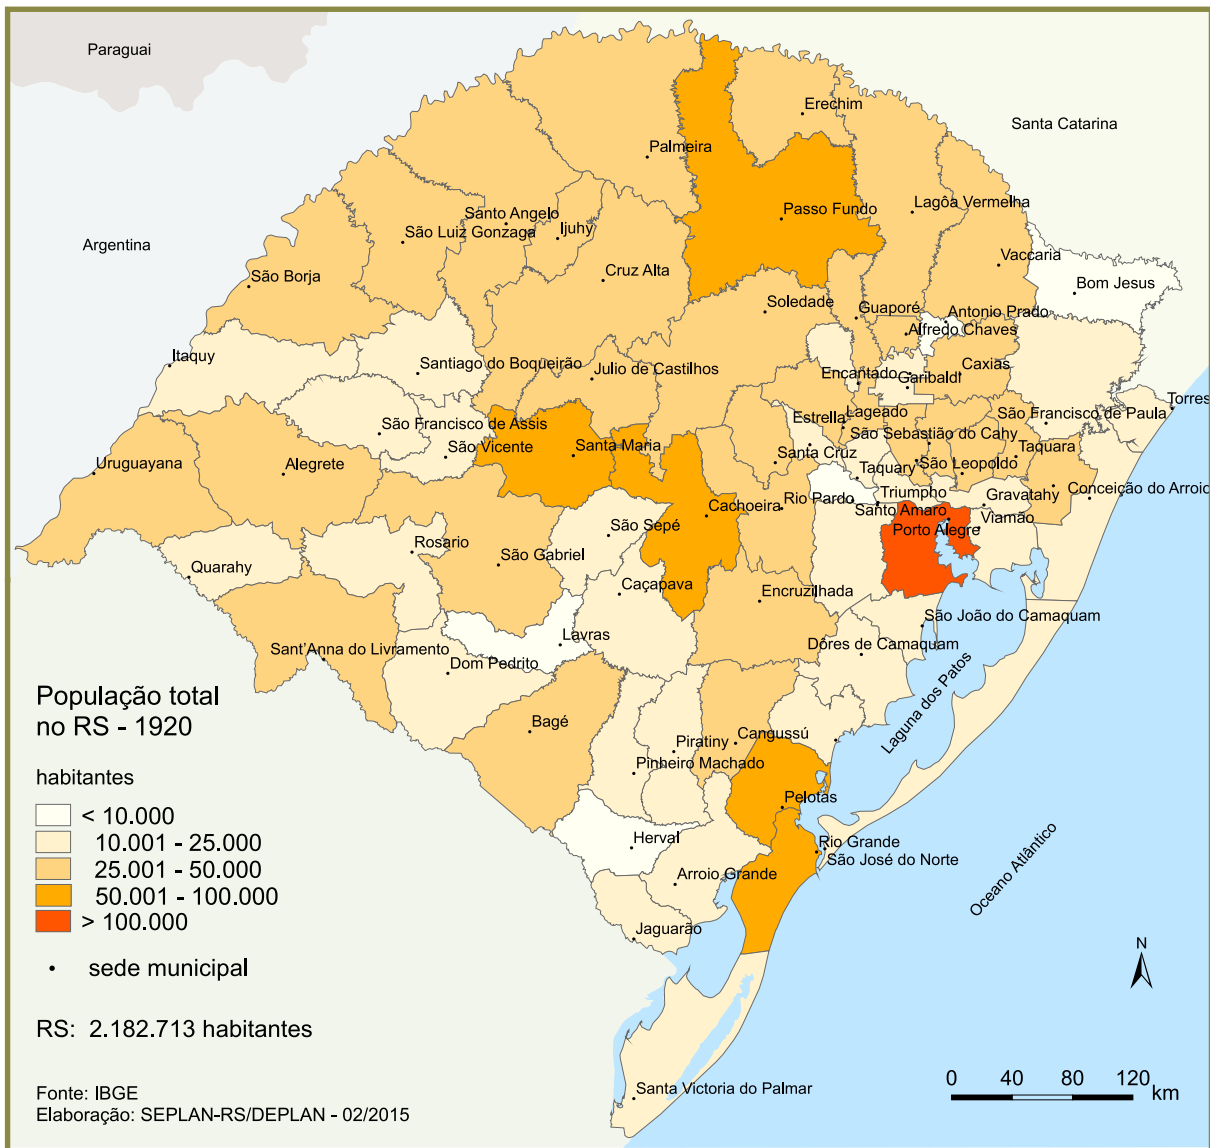 Paraguai
Santa Catarina
Argentina
Erechim
Palmeira
Passo Fundo
Lagôa Vermelha
Santo Angelo
São Luiz Gonzaga
Ijuhy
Vaccaria
São Borja
Cruz Alta
Bom Jesus
Soledade
Guaporé
Antonio Prado
Alfredo Chaves
Itaquy
Santiago do Boqueirão
Julio de Castilhos
Encantado
Caxias
Garibaldi
Torres
São Francisco de Assis
Estrella
Lageado
São Francisco de Paula
São Vicente
Santa Maria
São Sebastião do Cahy
Taquara
Uruguayana
Alegrete
Santa Cruz
Taquary
São Leopoldo
Conceição do Arroio
Cachoeira
Rio Pardo
Triumpho
Gravatahy
Santo Amaro
Viamão
São Sepé
Porto Alegre
Rosario
São Gabriel
Quarahy
Caçapava
Encruzilhada
São João do Camaquam
Lavras
Dôres de Camaquam
Sant'Anna do Livramento
Dom Pedrito
Laguna dos Patos
Bagé
Cangussú
Piratiny
Pinheiro Machado
Pelotas
Herval
Rio Grande
São José do Norte
Arroio Grande
Oceano Atlântico
Jaguarão
Santa Victoria do Palmar
População total
no RS - 1920
habitantes
< 10.000
10.001 - 25.000
25.001 - 50.000
50.001 - 100.000
> 100.000
sede municipal
RS: 2.182.713 habitantes
Fonte: IBGE
Elaboração: SEPLAN-RS/DEPLAN - 02/2015
N
0 40 80 120
km